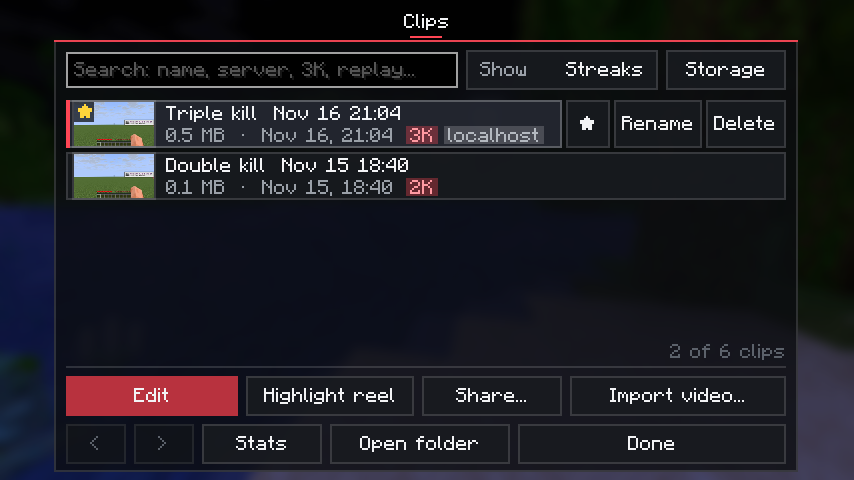 Clips
Search: name, server, 3K, replay...
Show Streaks
Storage
Triple kill Nov 16 21:04
0.5 MB · Nov 16, 21:04 3K localhost
Rename
Delete
Double kill Nov 15 18:40
0.1 MB · Nov 15, 18:40 2K
2 of 6 clips
Edit
Highlight reel
Share...
Import video...
<
>
Stats
Open folder
Done